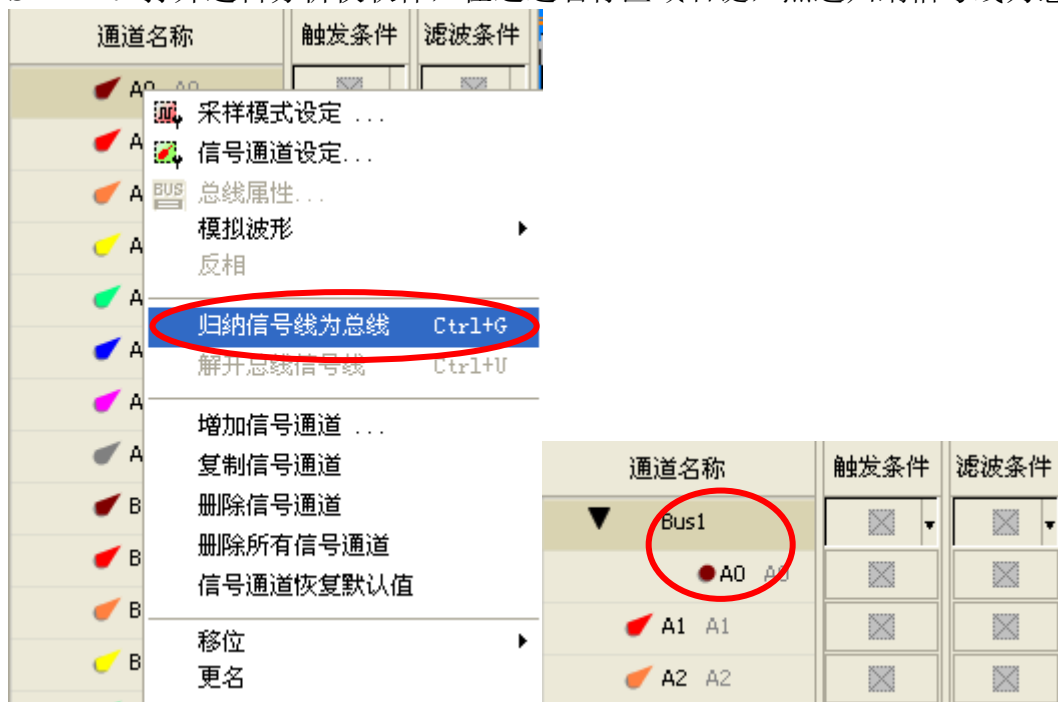 通道名称 触发条件 滤波条件
A0 A0
采样模式设定 ...
A
信号通道设定...
A
BUS 总线属性...
模拟波形
A
反相
A
归纳信号线为总线 Ctrl+G
A
解开总线信号线 Ctrl+U
A
增加信号通道 ...
A
复制信号通道
B
删除信号通道
删除所有信号通道
B
信号通道恢复默认值
B
移位
B
更名
通道名称 触发条件 滤波条件
Bus1
A0 A0
A1 A1
A2 A2